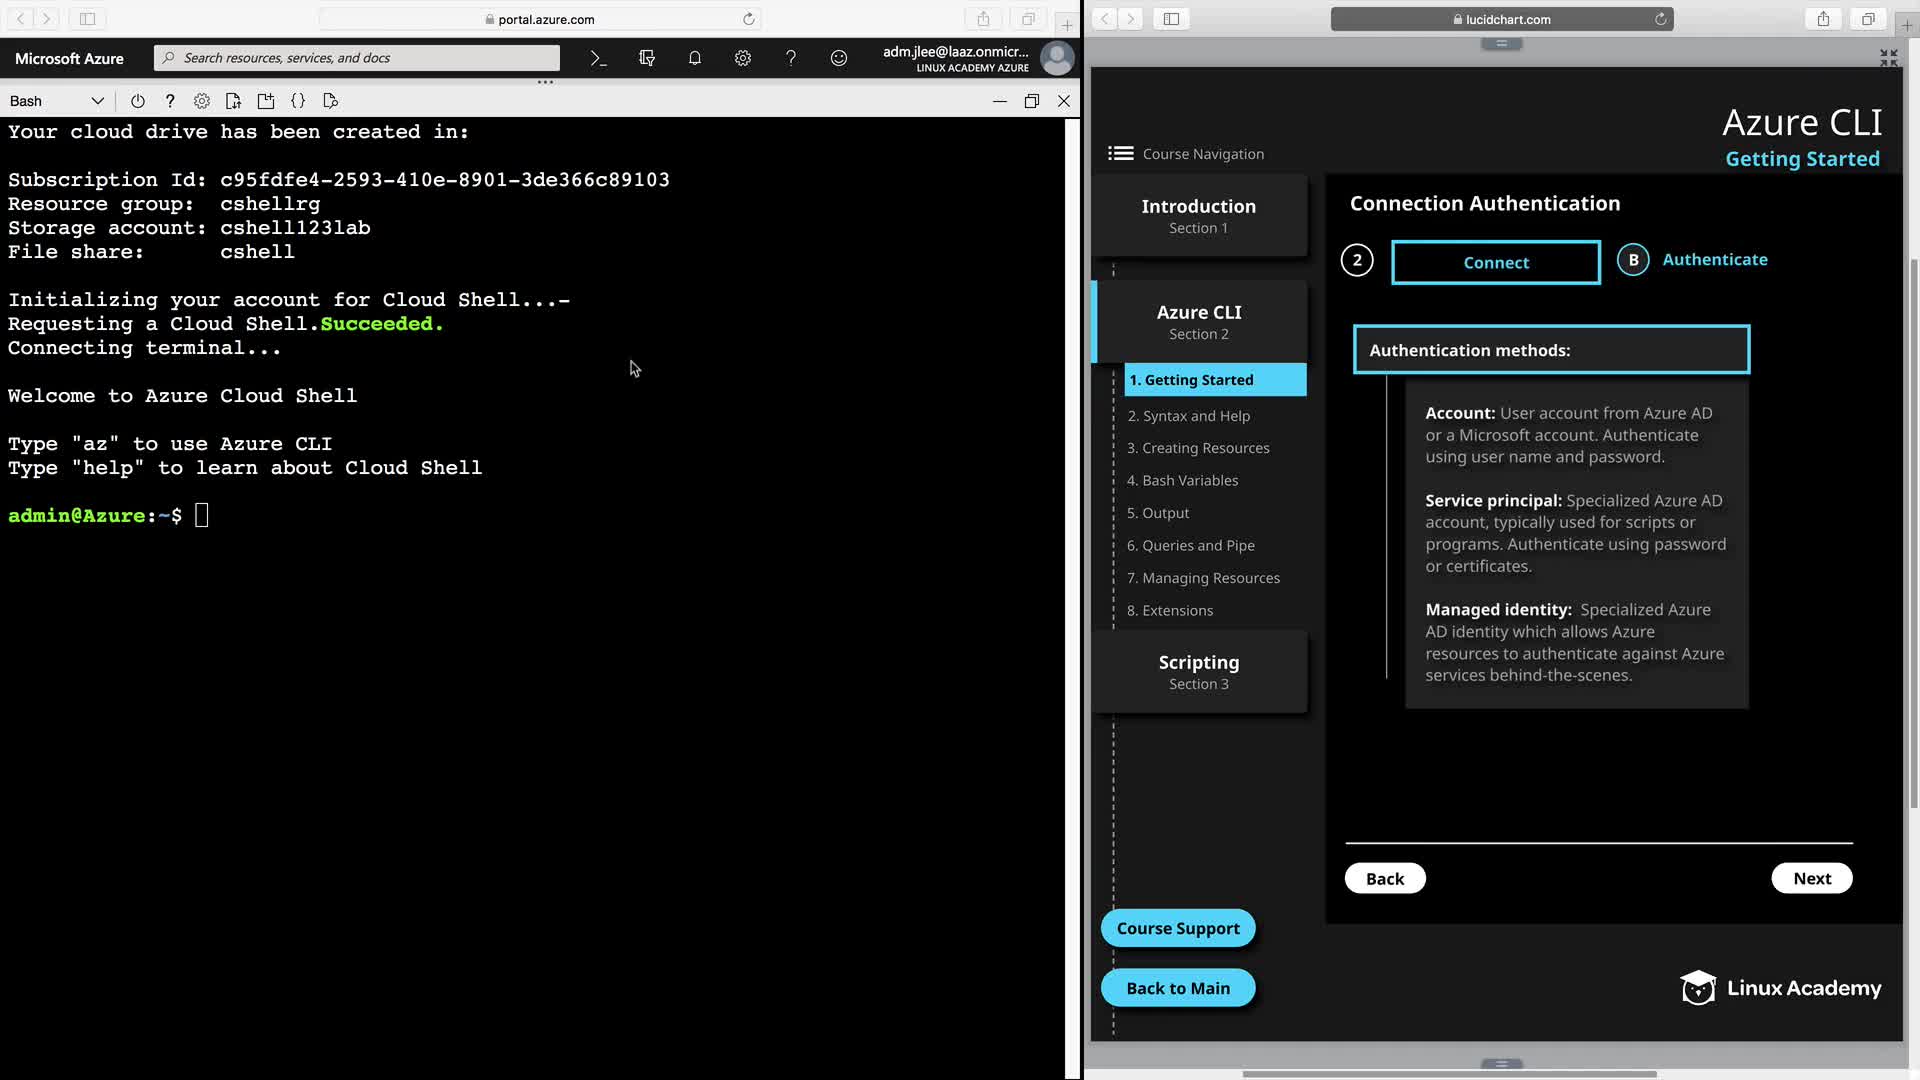 portal.azure.com
Microsoft Azure
Search resources, services, and docs
adm.jlee@laaz.onmicr...
LINUX ACADEMY AZURE
Bash
Your cloud drive has been created in:
Subscription Id: c95fdfe4-2593-410e-8901-3de366c89103
Resource group: cshellrg
Storage account: cshell123lab
File share: cshell
Initializing your account for Cloud Shell...-
Requesting a Cloud Shell.Succeeded.
Connecting terminal...
Welcome to Azure Cloud Shell
Type "az" to use Azure CLI
Type "help" to learn about Cloud Shell
admin@Azure:~$
lucidchart.com
Azure CLI
Getting Started
Course Navigation
Introduction
Section 1
Azure CLI
Section 2
1. Getting Started
2. Syntax and Help
3. Creating Resources
4. Bash Variables
5. Output
6. Queries and Pipe
7. Managing Resources
8. Extensions
Scripting
Section 3
Course Support
Back to Main
Connection Authentication
2 Connect B Authenticate
Authentication methods:
Account: User account from Azure AD
or a Microsoft account. Authenticate
using user name and password.
Service principal: Specialized Azure AD
account, typically used for scripts or
programs. Authenticate using password
or certificates.
Managed identity: Specialized Azure
AD identity which allows Azure
resources to authenticate against Azure
services behind-the-scenes.
Back
Next
Linux Academy